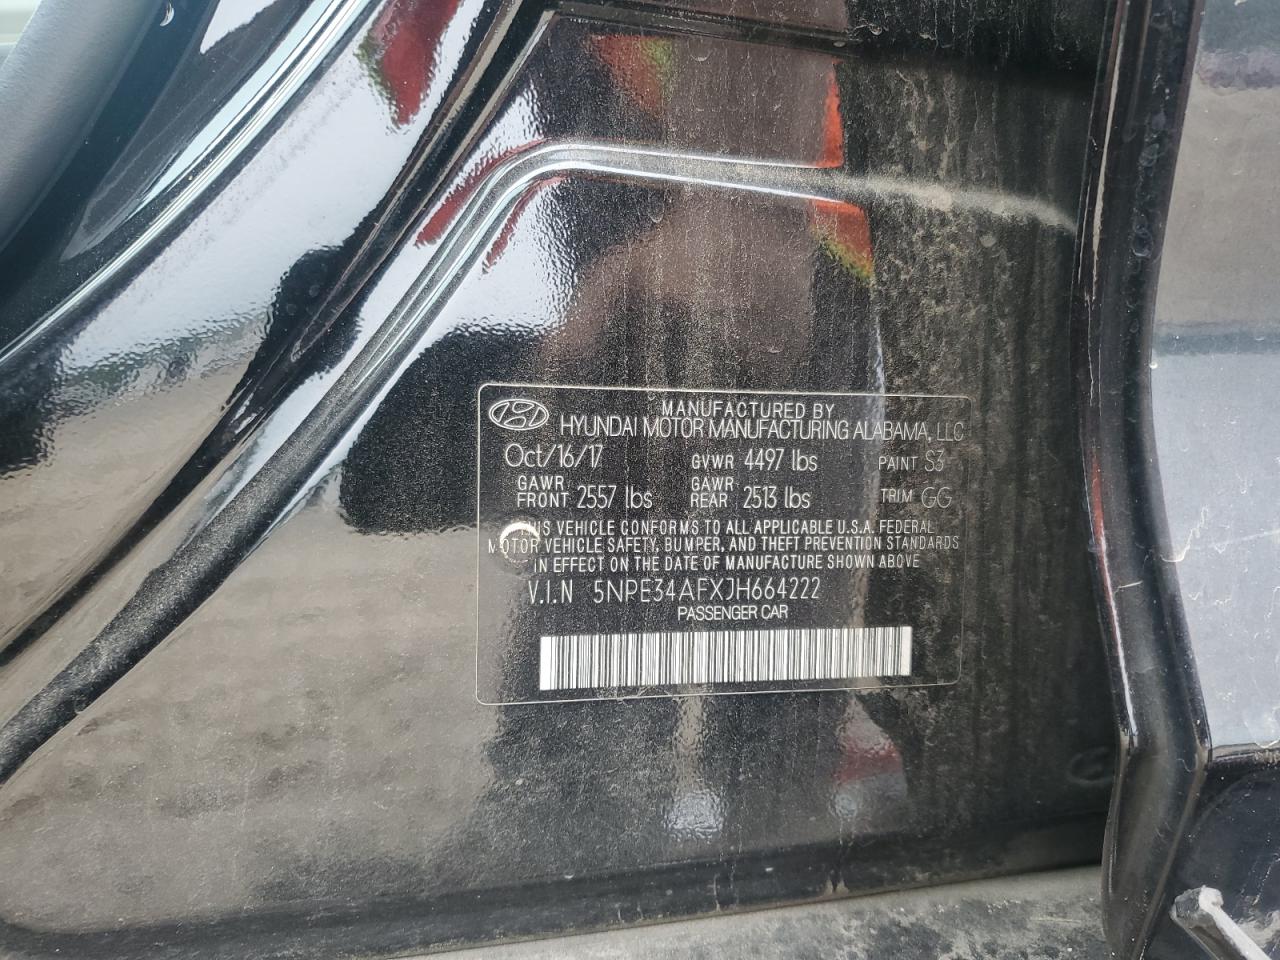 MANUFACTURED BY
HYUNDAI MOTOR MANUFACTURING ALABAMA, LLC
Oct/16/17 GVWR 4497 lbs PAINT S3
GAWR FRONT 2557 lbs GAWR REAR 2513 lbs TRIM GG
THIS VEHICLE CONFORMS TO ALL APPLICABLE U.S.A. FEDERAL
MOTOR VEHICLE SAFETY, BUMPER, AND THEFT PREVENTION STANDARDS
IN EFFECT ON THE DATE OF MANUFACTURE SHOWN ABOVE
V.I.N 5NPE34AFXJH664222
PASSENGER CAR